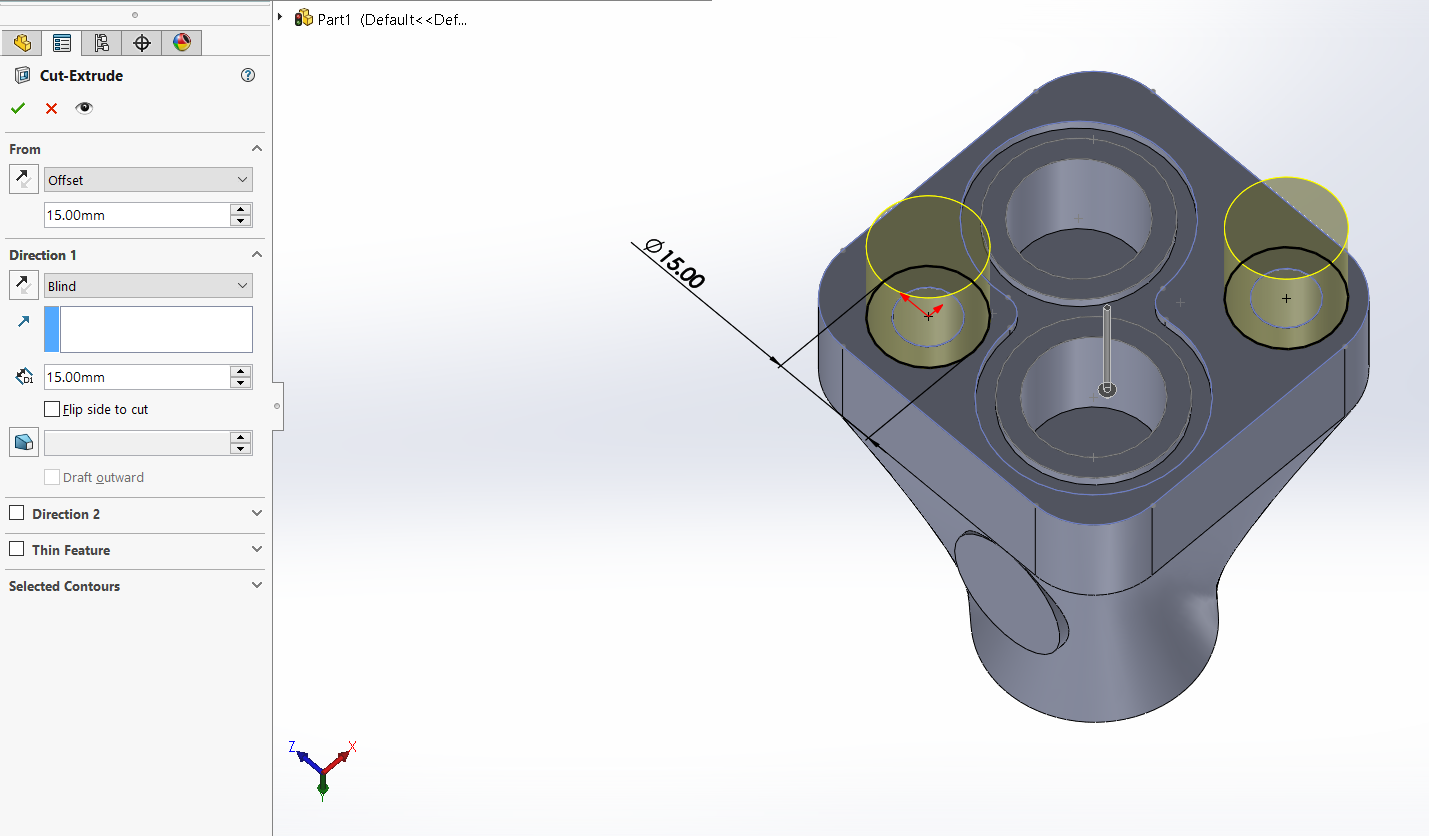 Part1 (Default<<Def...
Cut-Extrude
From
Offset
15.00mm
Direction 1
Blind
D1
15.00mm
Flip side to cut
Draft outward
Direction 2
Thin Feature
Selected Contours
∅15.00
Z
X
Y